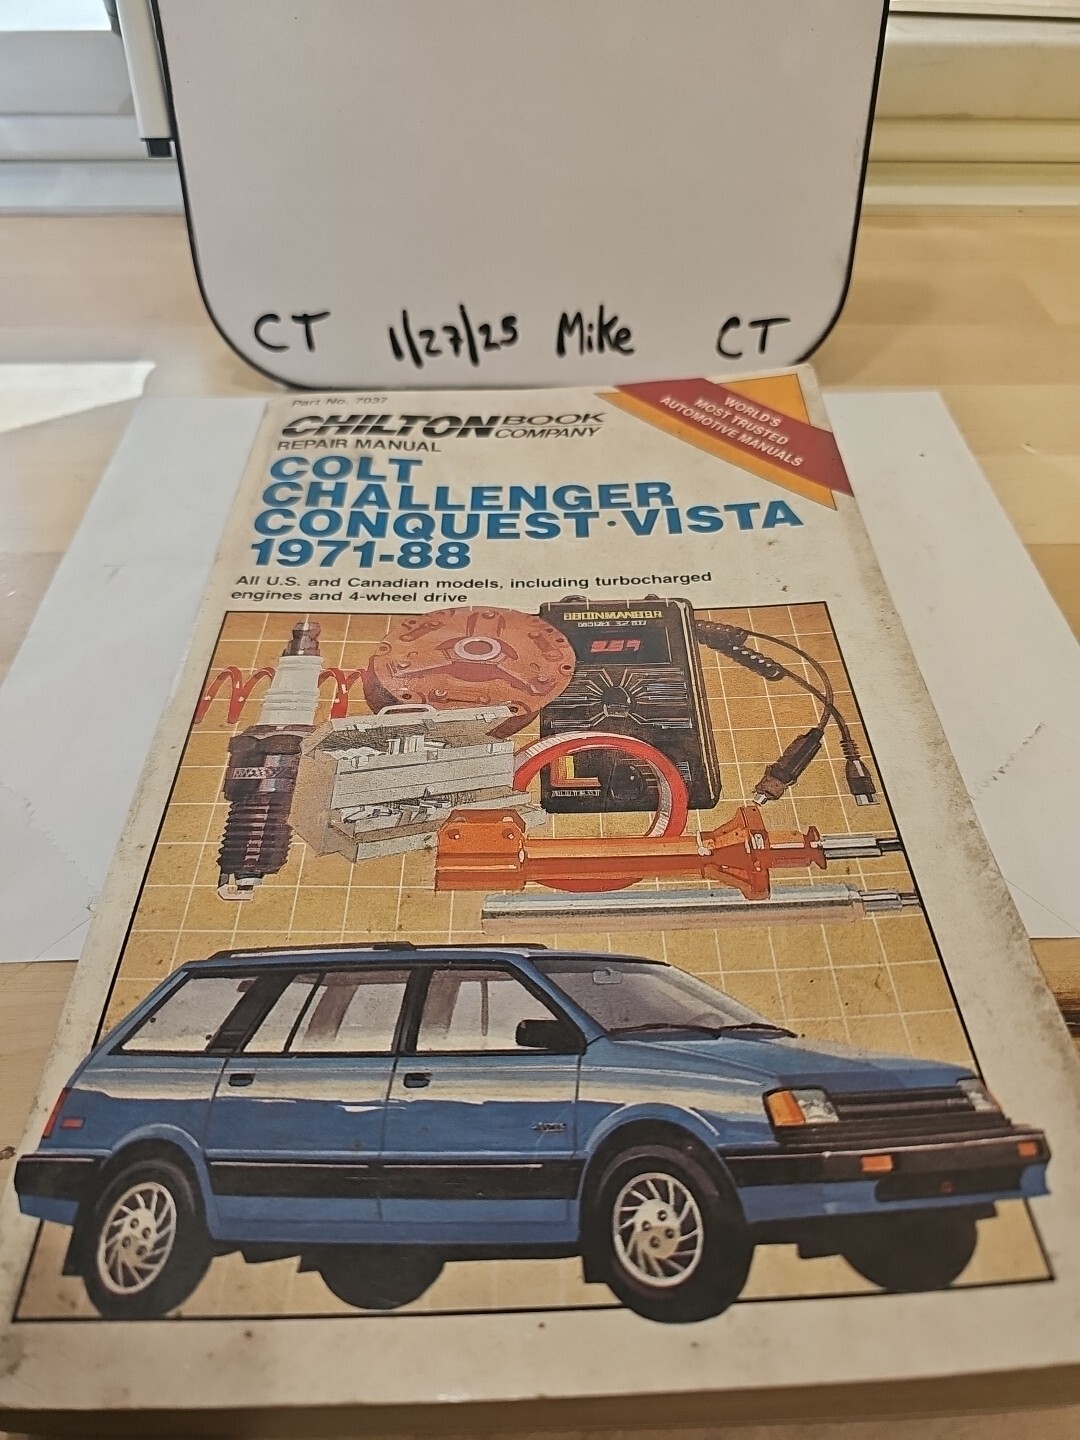 CT 1/27/25 Mike CT
Part No. 7037
CHILTON BOOK COMPANY
REPAIR MANUAL
WORLD'S
MOST TRUSTED
AUTOMOTIVE MANUALS
COLT
CHALLENGER
CONQUEST·VISTA
1971-88
All U.S. and Canadian models, including turbocharged
engines and 4-wheel drive